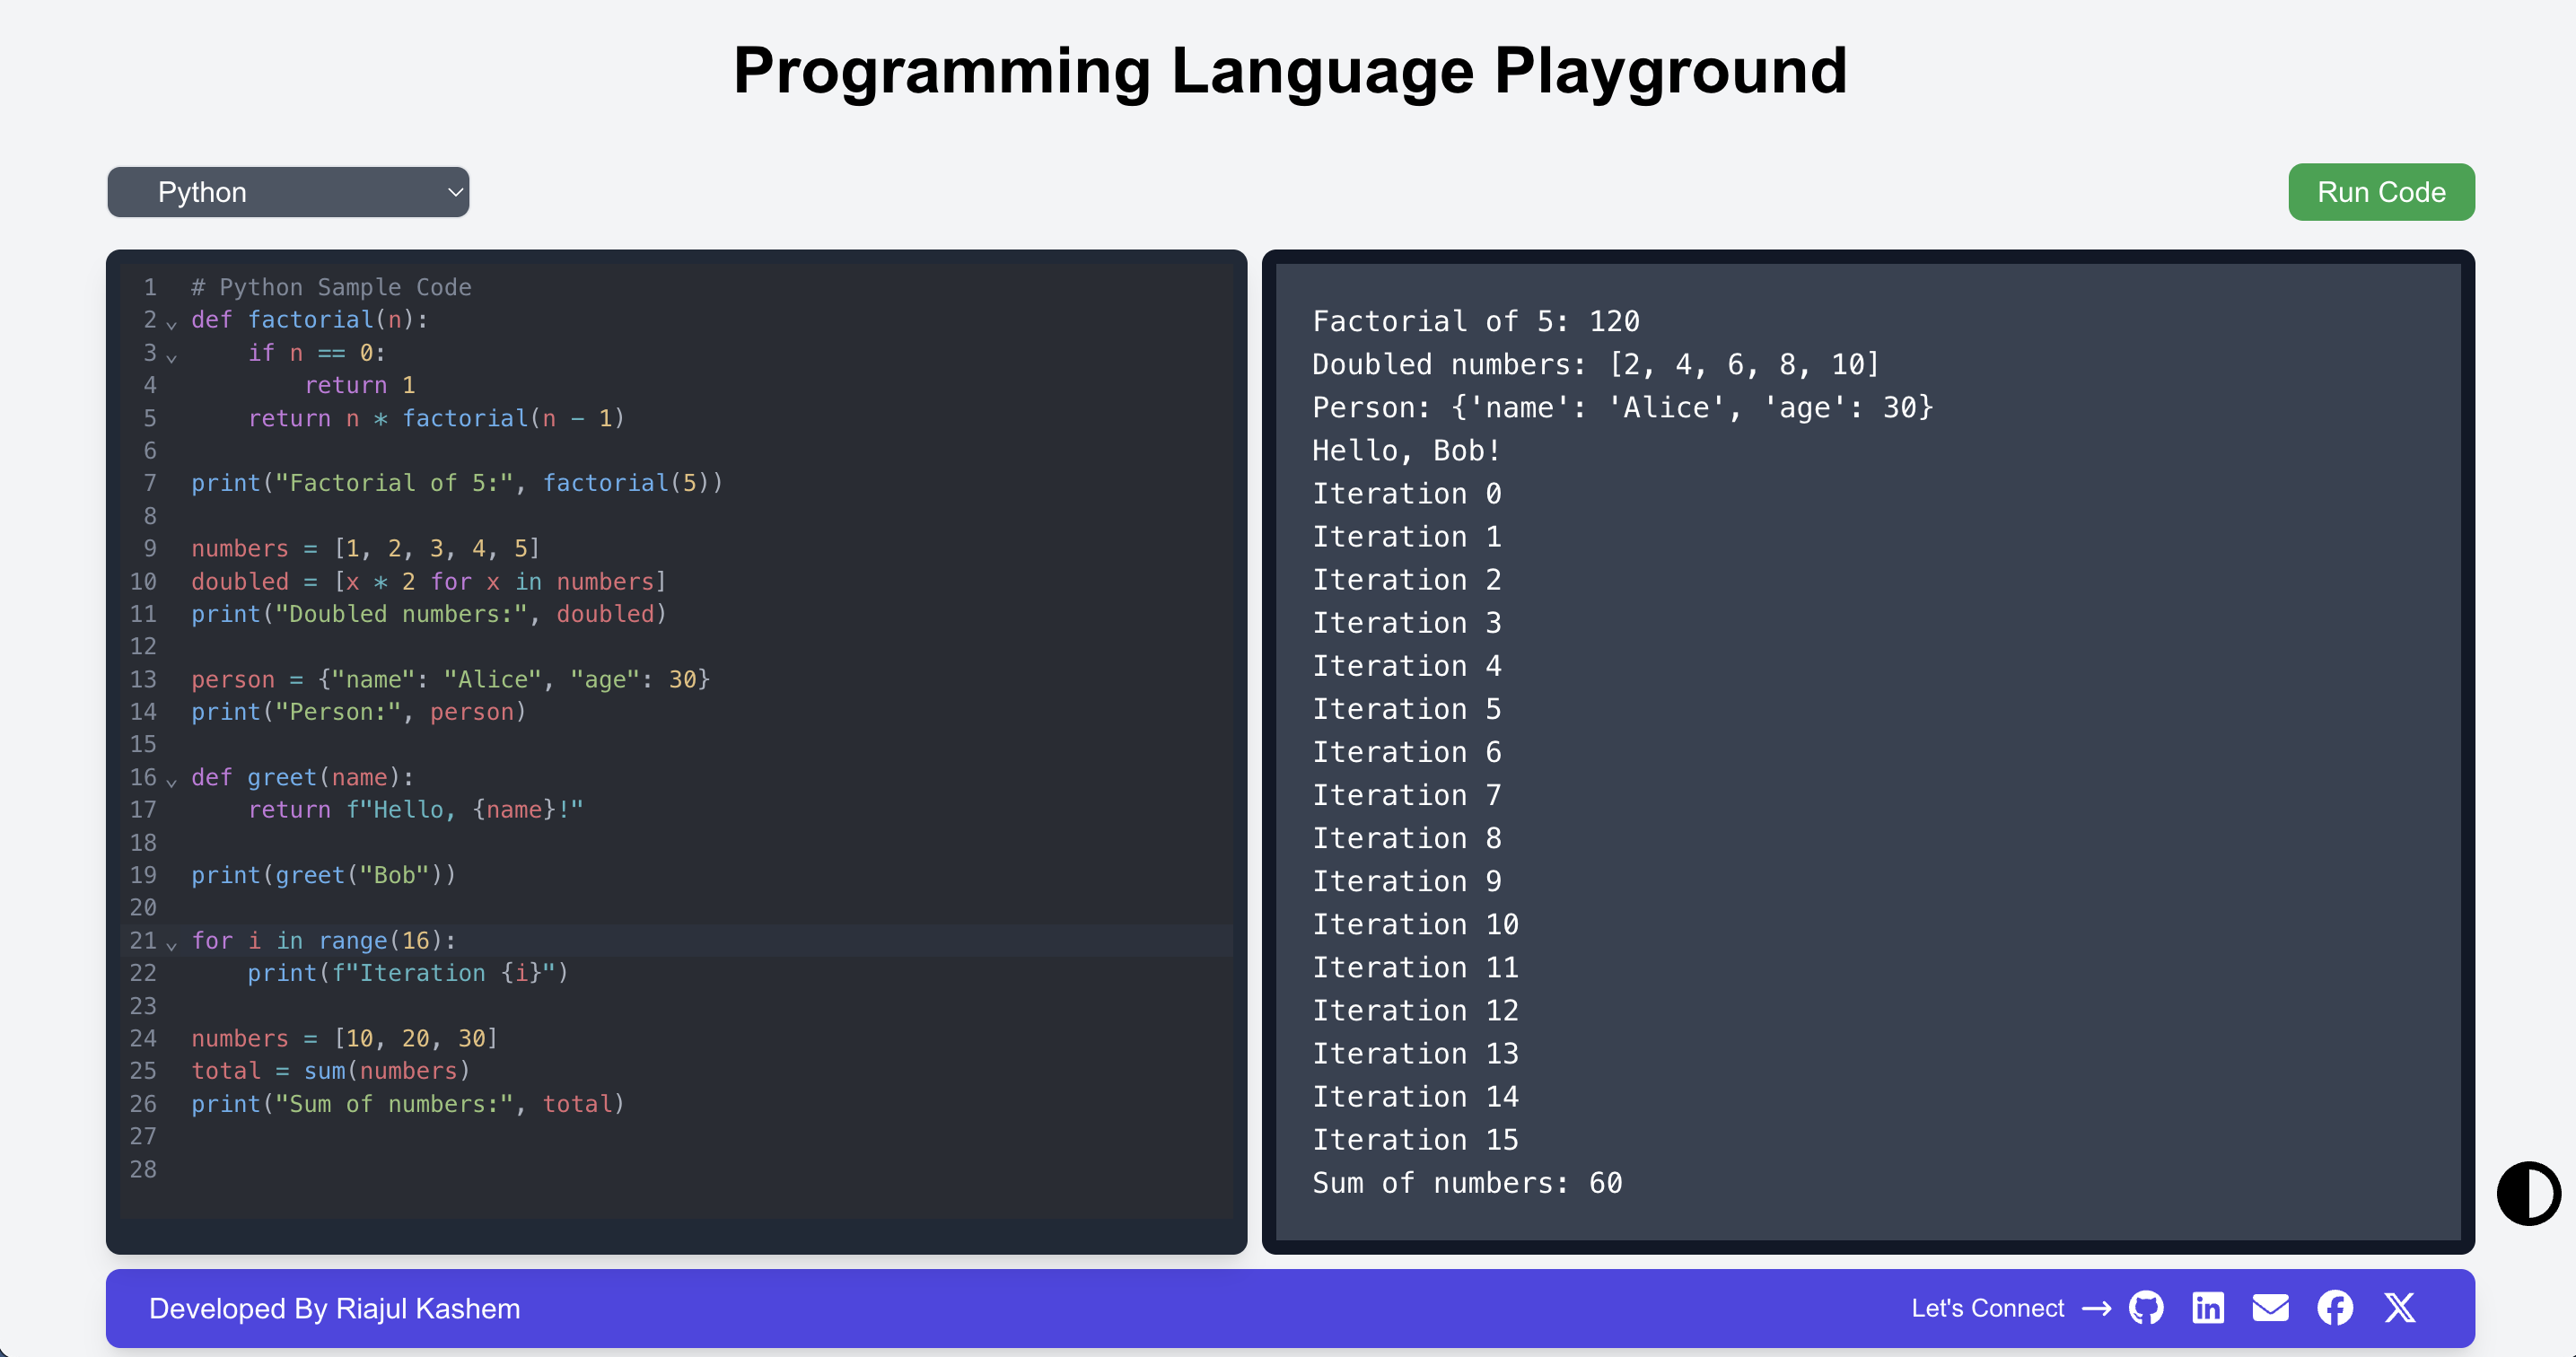 Programming Language Playground
Python
Run Code
1 # Python Sample Code
2 def factorial(n):
3     if n == 0:
4         return 1
5     return n * factorial(n - 1)
6
7 print("Factorial of 5:", factorial(5))
8
9 numbers = [1, 2, 3, 4, 5]
10 doubled = [x * 2 for x in numbers]
11 print("Doubled numbers:", doubled)
12
13 person = {"name": "Alice", "age": 30}
14 print("Person:", person)
15
16 def greet(name):
17     return f"Hello, {name}!"
18
19 print(greet("Bob"))
20
21 for i in range(16):
22     print(f"Iteration {i}")
23
24 numbers = [10, 20, 30]
25 total = sum(numbers)
26 print("Sum of numbers:", total)
27
28
Factorial of 5: 120
Doubled numbers: [2, 4, 6, 8, 10]
Person: {'name': 'Alice', 'age': 30}
Hello, Bob!
Iteration 0
Iteration 1
Iteration 2
Iteration 3
Iteration 4
Iteration 5
Iteration 6
Iteration 7
Iteration 8
Iteration 9
Iteration 10
Iteration 11
Iteration 12
Iteration 13
Iteration 14
Iteration 15
Sum of numbers: 60
Developed By Riajul Kashem
Let's Connect →